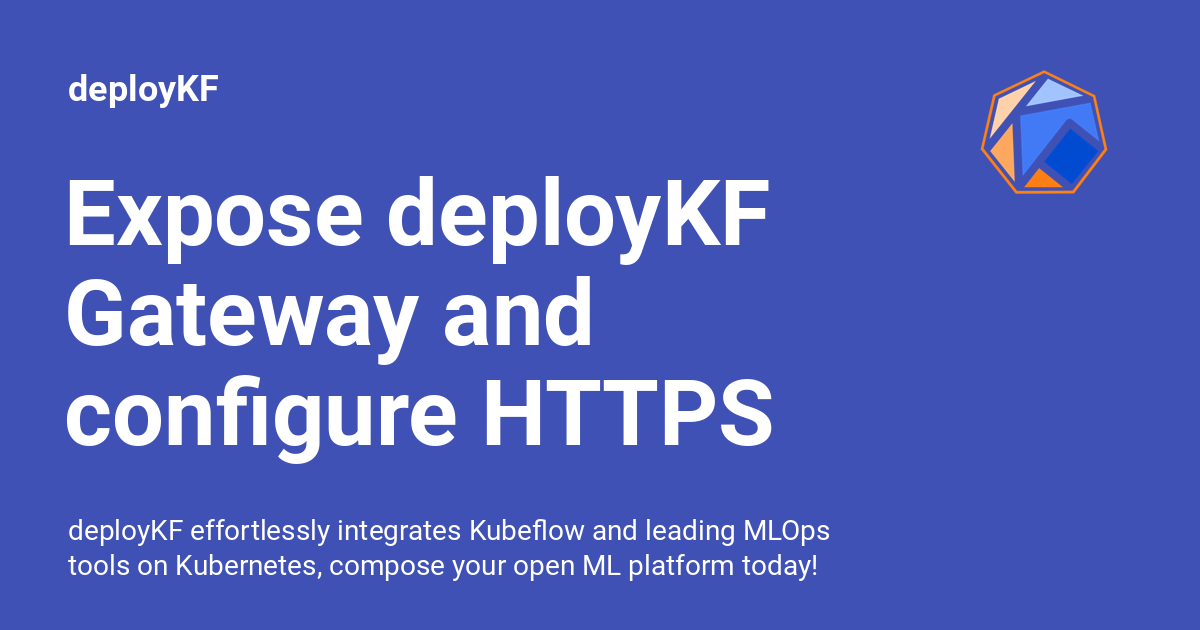 deployKF
Expose deployKF
Gateway and
configure HTTPS
deployKF effortlessly integrates Kubeflow and leading MLOps
tools on Kubernetes, compose your open ML platform today!